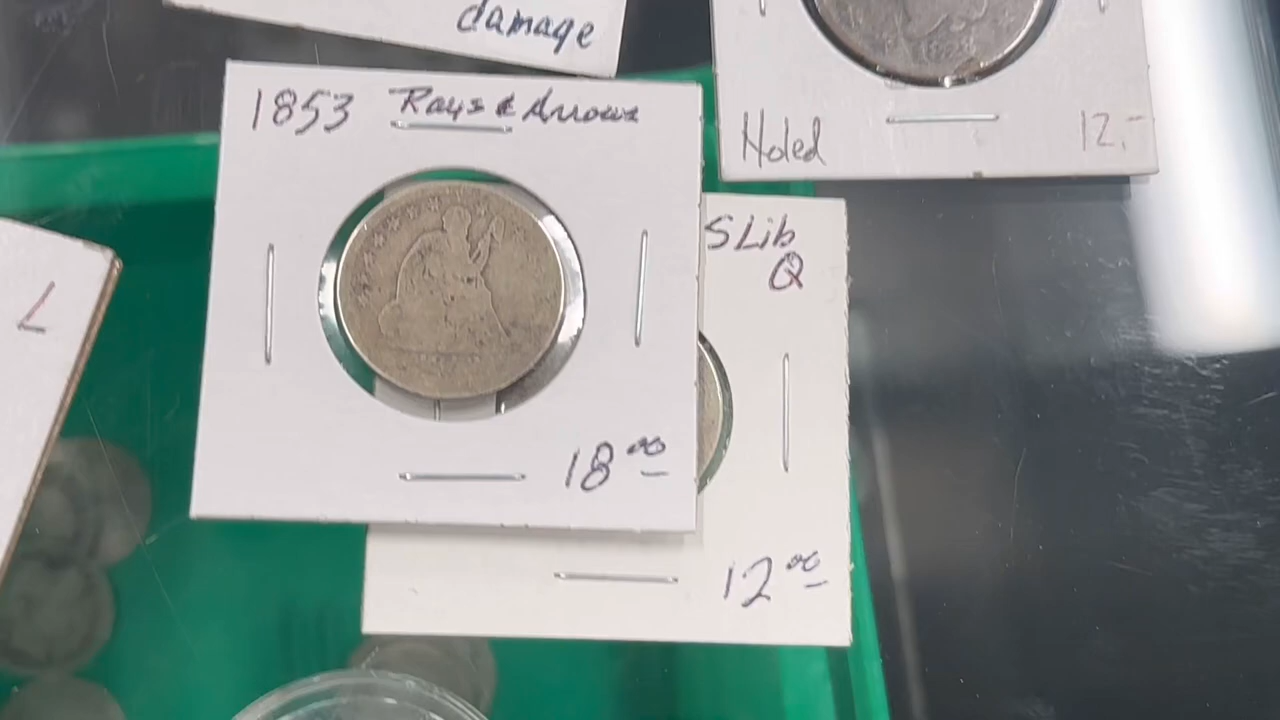 damage
1853 Rays & Arrows
18.00
Holed
12.-
SLib
Q
12.00
L